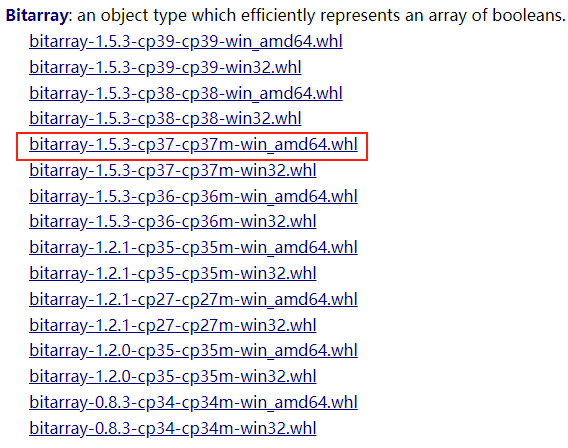 Bitarray: an object type which efficiently represents an array of booleans.
bitarray-1.5.3-cp39-cp39-win_amd64.whl
bitarray-1.5.3-cp39-cp39-win32.whl
bitarray-1.5.3-cp38-cp38-win_amd64.whl
bitarray-1.5.3-cp38-cp38-win32.whl
bitarray-1.5.3-cp37-cp37m-win_amd64.whl
bitarray-1.5.3-cp37-cp37m-win32.whl
bitarray-1.5.3-cp36-cp36m-win_amd64.whl
bitarray-1.5.3-cp36-cp36m-win32.whl
bitarray-1.2.1-cp35-cp35m-win_amd64.whl
bitarray-1.2.1-cp35-cp35m-win32.whl
bitarray-1.2.1-cp27-cp27m-win_amd64.whl
bitarray-1.2.1-cp27-cp27m-win32.whl
bitarray-1.2.0-cp35-cp35m-win_amd64.whl
bitarray-1.2.0-cp35-cp35m-win32.whl
bitarray-0.8.3-cp34-cp34m-win_amd64.whl
bitarray-0.8.3-cp34-cp34m-win32.whl